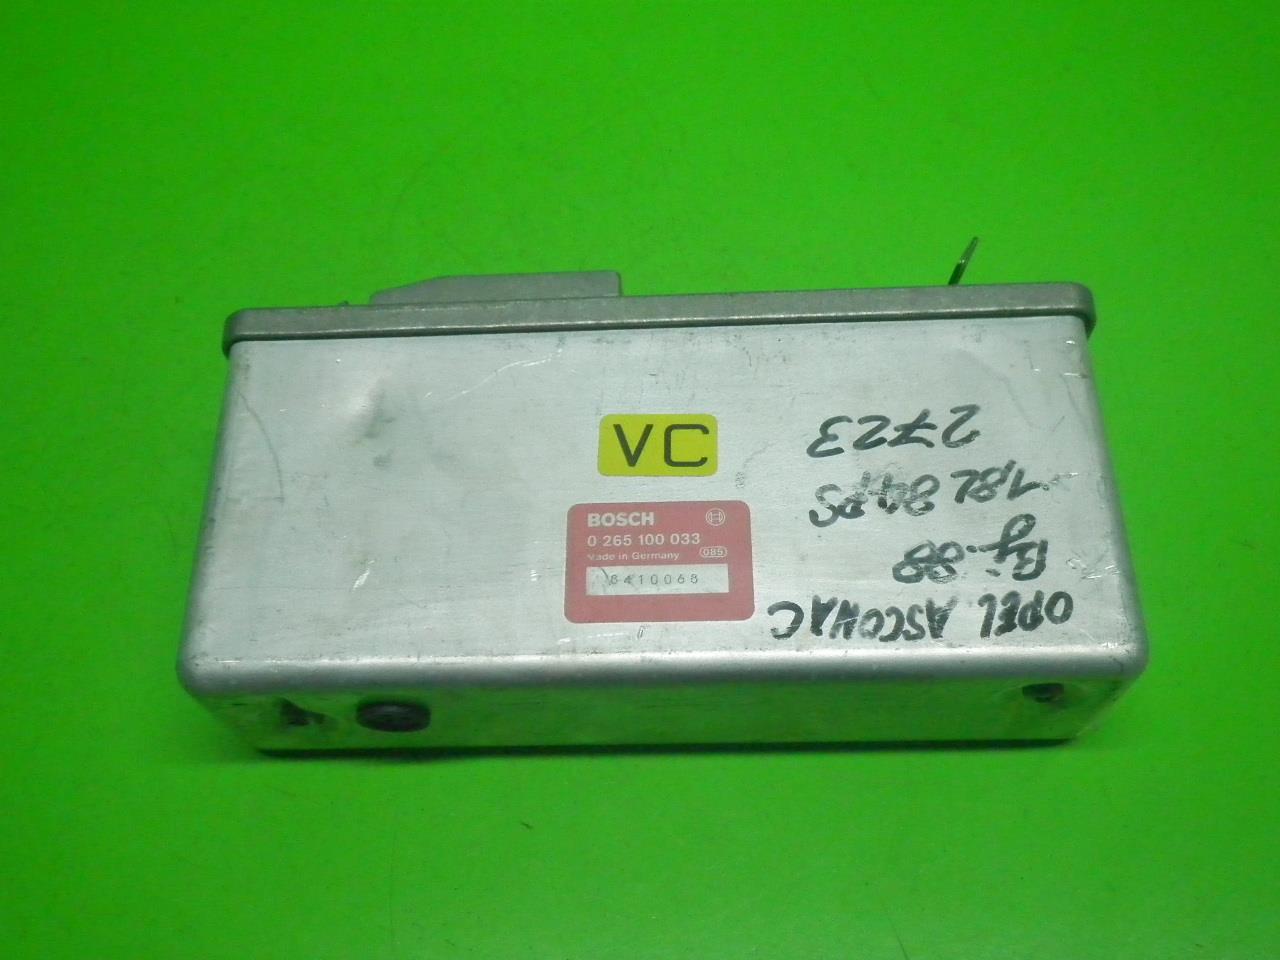 VC
BOSCH
0 265 100 033
Made in Germany 085
8410068
OPEL ASCONA C
Bj. 88
1,8L 84PS
2723